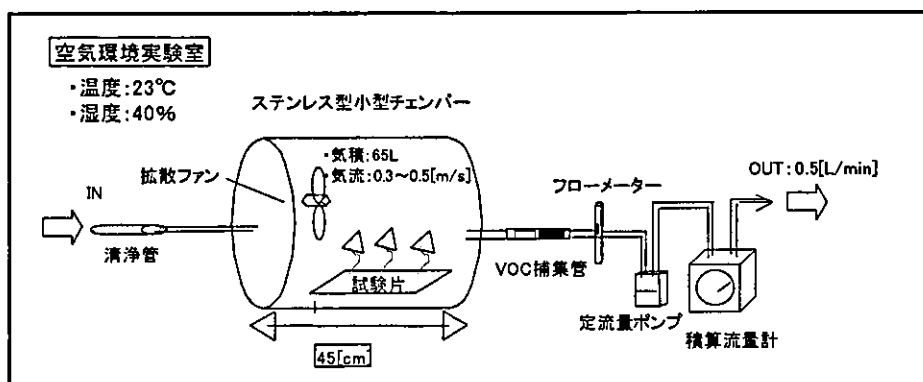 空気環境実験室
・温度:23℃
・湿度:40%
ステンレス型小型チェンバー
・気積:65L
・気流:0.3～0.5[m/s]
拡散ファン
IN
清浄管
試験片
45[cm]
フローメーター
VOC捕集管
OUT:0.5[L/min]
定流量ポンプ
積算流量計